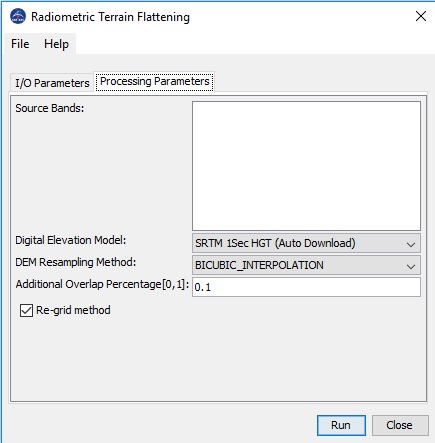 Radiometric Terrain Flattening
File Help
I/O Parameters Processing Parameters
Source Bands:
Digital Elevation Model: SRTM 1Sec HGT (Auto Download)
DEM Resampling Method: BICUBIC_INTERPOLATION
Additional Overlap Percentage[0,1]: 0.1
Re-grid method
Run Close